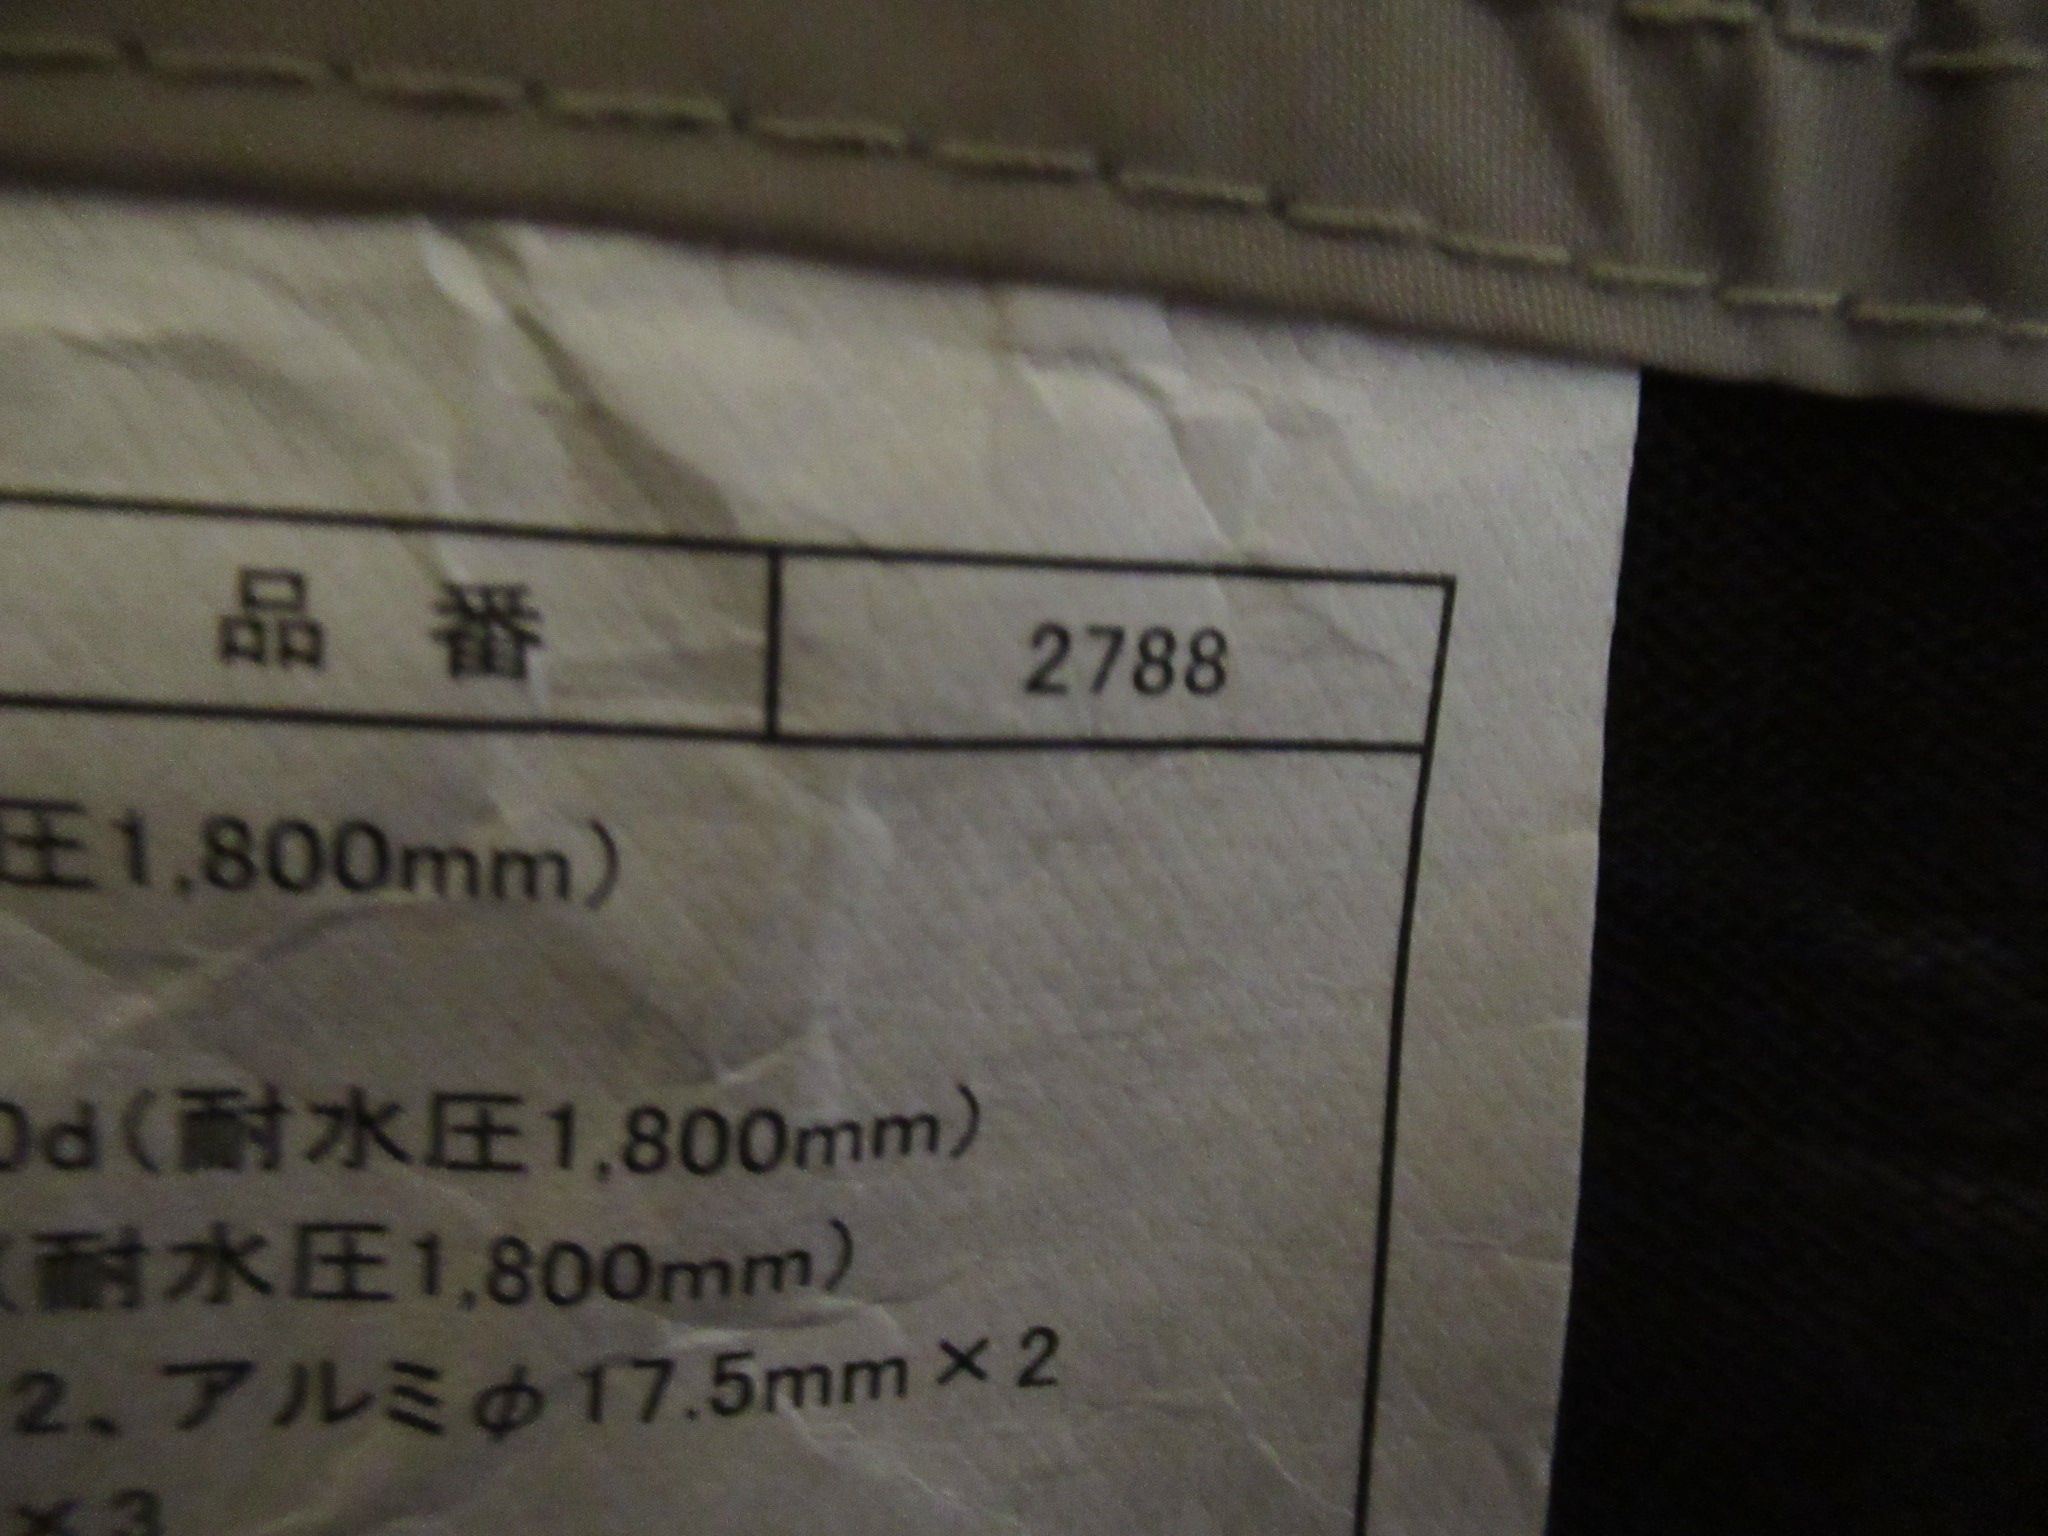 品 番 2788
圧1,800mm)
0d(耐水圧1,800mm)
(耐水圧1,800mm)
2、アルミφ17.5mm×2
×3